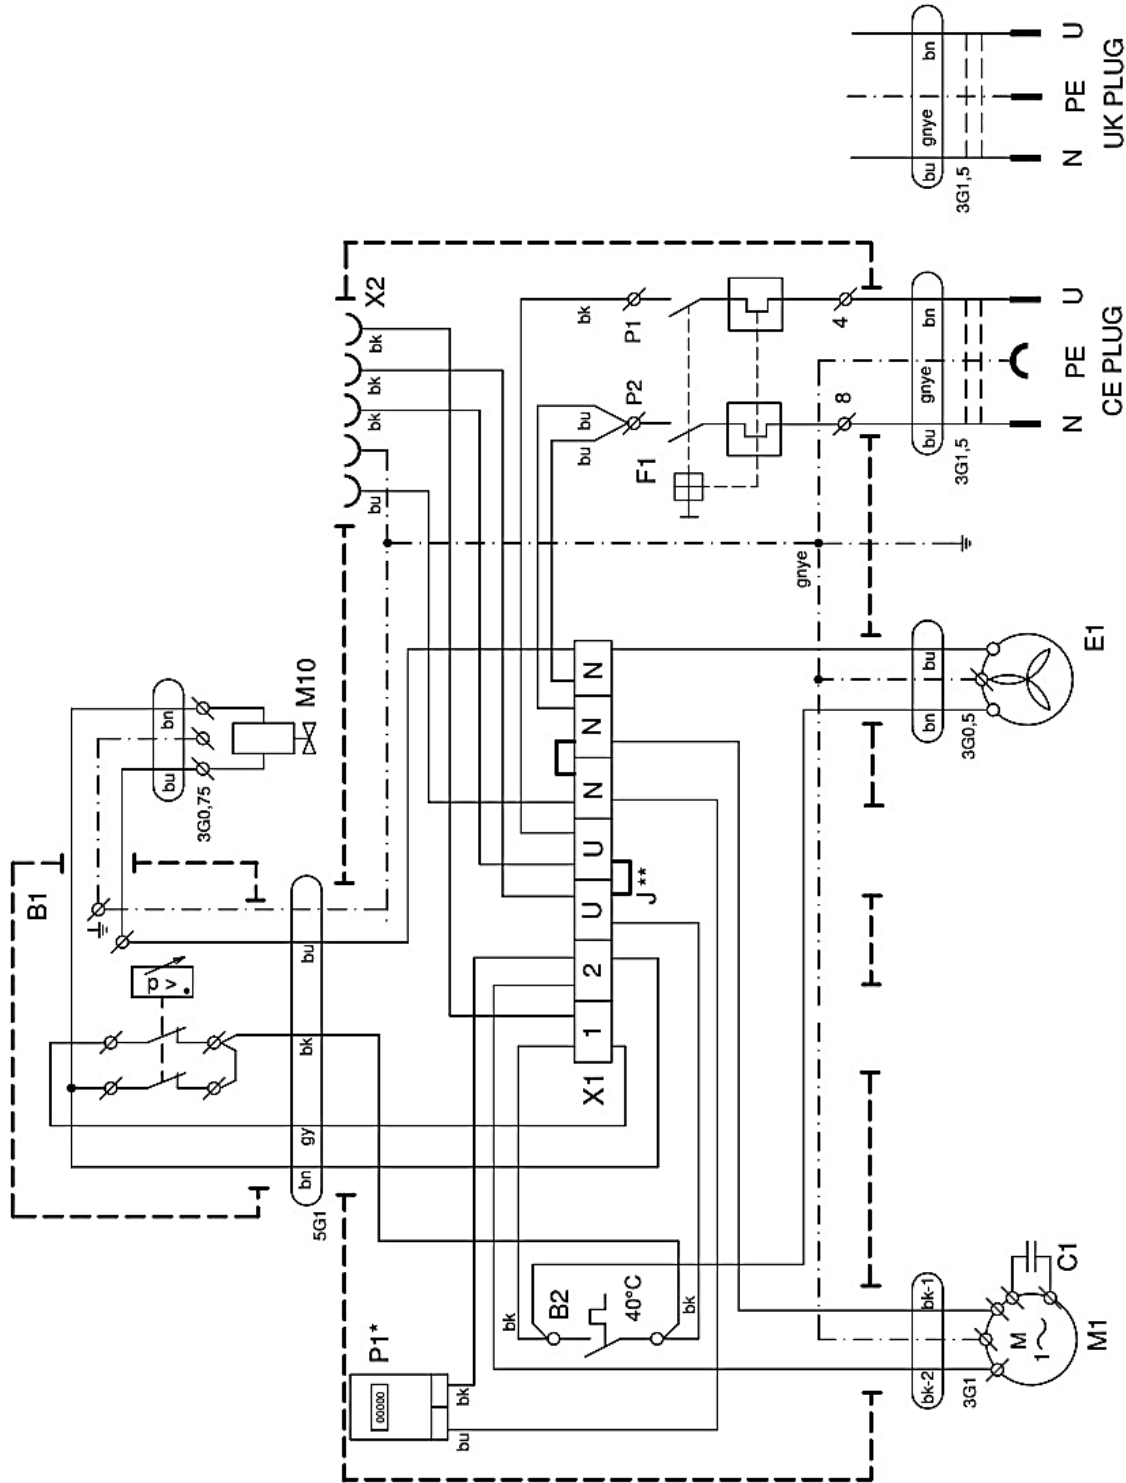 B1
p
v
bu bn
3G0,75
bn gy bk bu
M10
5G1
P1*
00000
bu bk
bu bk bk bk
X2
bk
B2
40°C
bk
X1 1 2 U U N N N
J**
bu bu bk
P2 P1
F1
gnye
8 4
bk-2 bk-1
3G1
bn bu
3G0,5
bu gnye bn
3G1,5
bu gnye bn
3G1,5
M
1~
C1
M1
E1
N PE U
CE PLUG
N PE U
UK PLUG